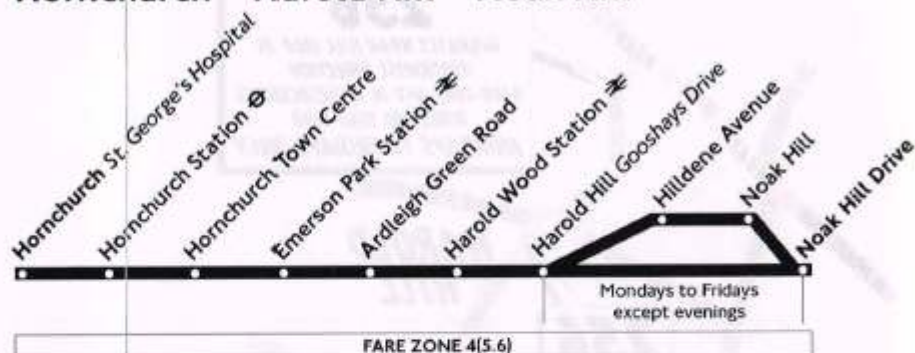 Hornchurch St. George's Hospital
Hornchurch Station
Hornchurch Town Centre
Emerson Park Station
Ardleigh Green Road
Harold Wood Station
Harold Hill Gooshays Drive
Hilldene Avenue
Noak Hill
Noak Hill Drive
Mondays to Fridays
except evenings
FARE ZONE 4(5.6)